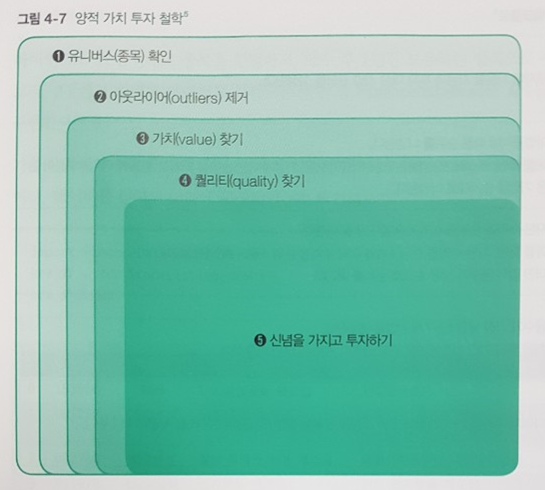 그림 4-7 양적 가치 투자 철학⁵
❶ 유니버스(종목) 확인
❷ 아웃라이어(outliers) 제거
❸ 가치(value) 찾기
❹ 퀄리티(quality) 찾기
❺ 신념을 가지고 투자하기